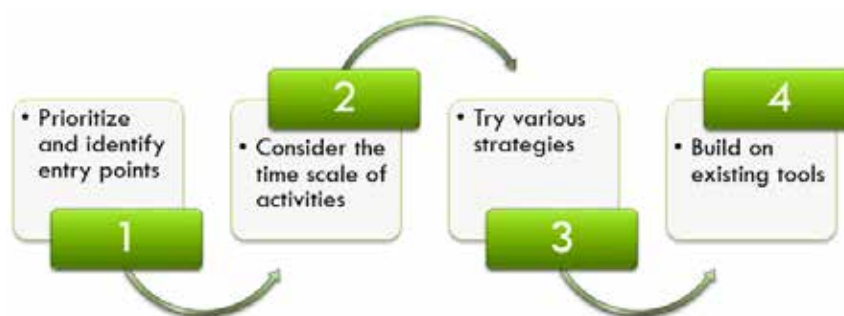 1
• Prioritize
and identify
entry points
2
• Consider the
time scale of
activities
3
• Try various
strategies
4
• Build on
existing tools